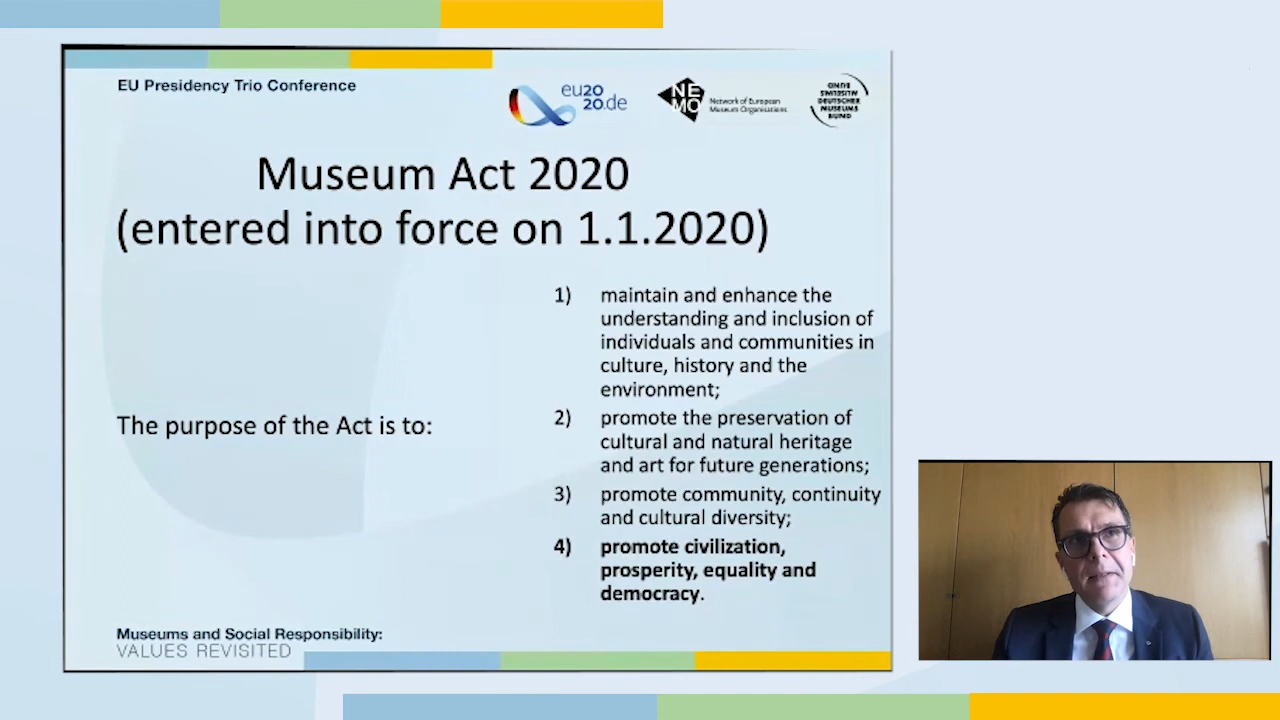 EU Presidency Trio Conference
eu20
20.de
NE
MO
Network of European
Museum Organisations
DEUTSCHER
MUSEUMS
BUND
Museum Act 2020
(entered into force on 1.1.2020)
The purpose of the Act is to:
1) maintain and enhance the
understanding and inclusion of
individuals and communities in
culture, history and the
environment;
2) promote the preservation of
cultural and natural heritage
and art for future generations;
3) promote community, continuity
and cultural diversity;
4) promote civilization,
prosperity, equality and
democracy.
Museums and Social Responsibility:
VALUES REVISITED